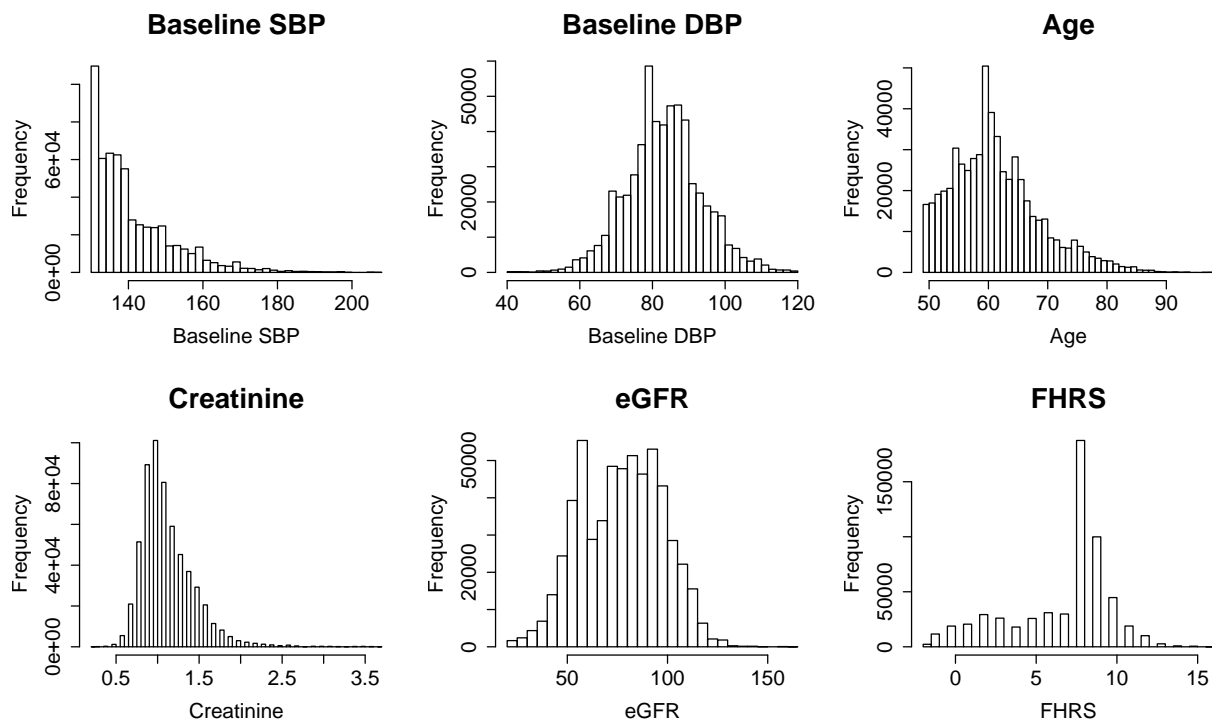 Baseline SBP
Frequency
0e+00 6e+04
140 160 180 200
Baseline SBP
Baseline DBP
Frequency
0 20000 50000
40 60 80 100 120
Baseline DBP
Age
Frequency
0 20000 40000
50 60 70 80 90
Age
Creatinine
Frequency
0e+00 4e+04 8e+04
0.5 1.5 2.5 3.5
Creatinine
eGFR
Frequency
0 20000 50000
50 100 150
eGFR
FHRS
Frequency
0 50000 150000
0 5 10 15
FHRS